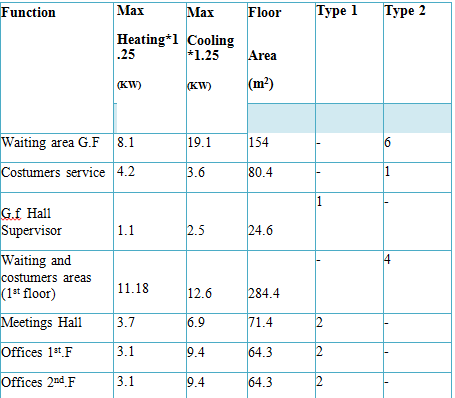 Function Max Max Floor Type 1 Type 2
Heating*1 Cooling
.25 *1.25 Area
(KW) (KW) (m²)
Waiting area G.F 8.1 19.1 154 - 6
Costumers service 4.2 3.6 80.4 - 1
1 -
G.f Hall
Supervisor 1.1 2.5 24.6
Waiting and - 4
costumers areas
(1st floor) 11.18 12.6 284.4
Meetings Hall 3.7 6.9 71.4 2 -
Offices 1st.F 3.1 9.4 64.3 2 -
Offices 2nd.F 3.1 9.4 64.3 2 -